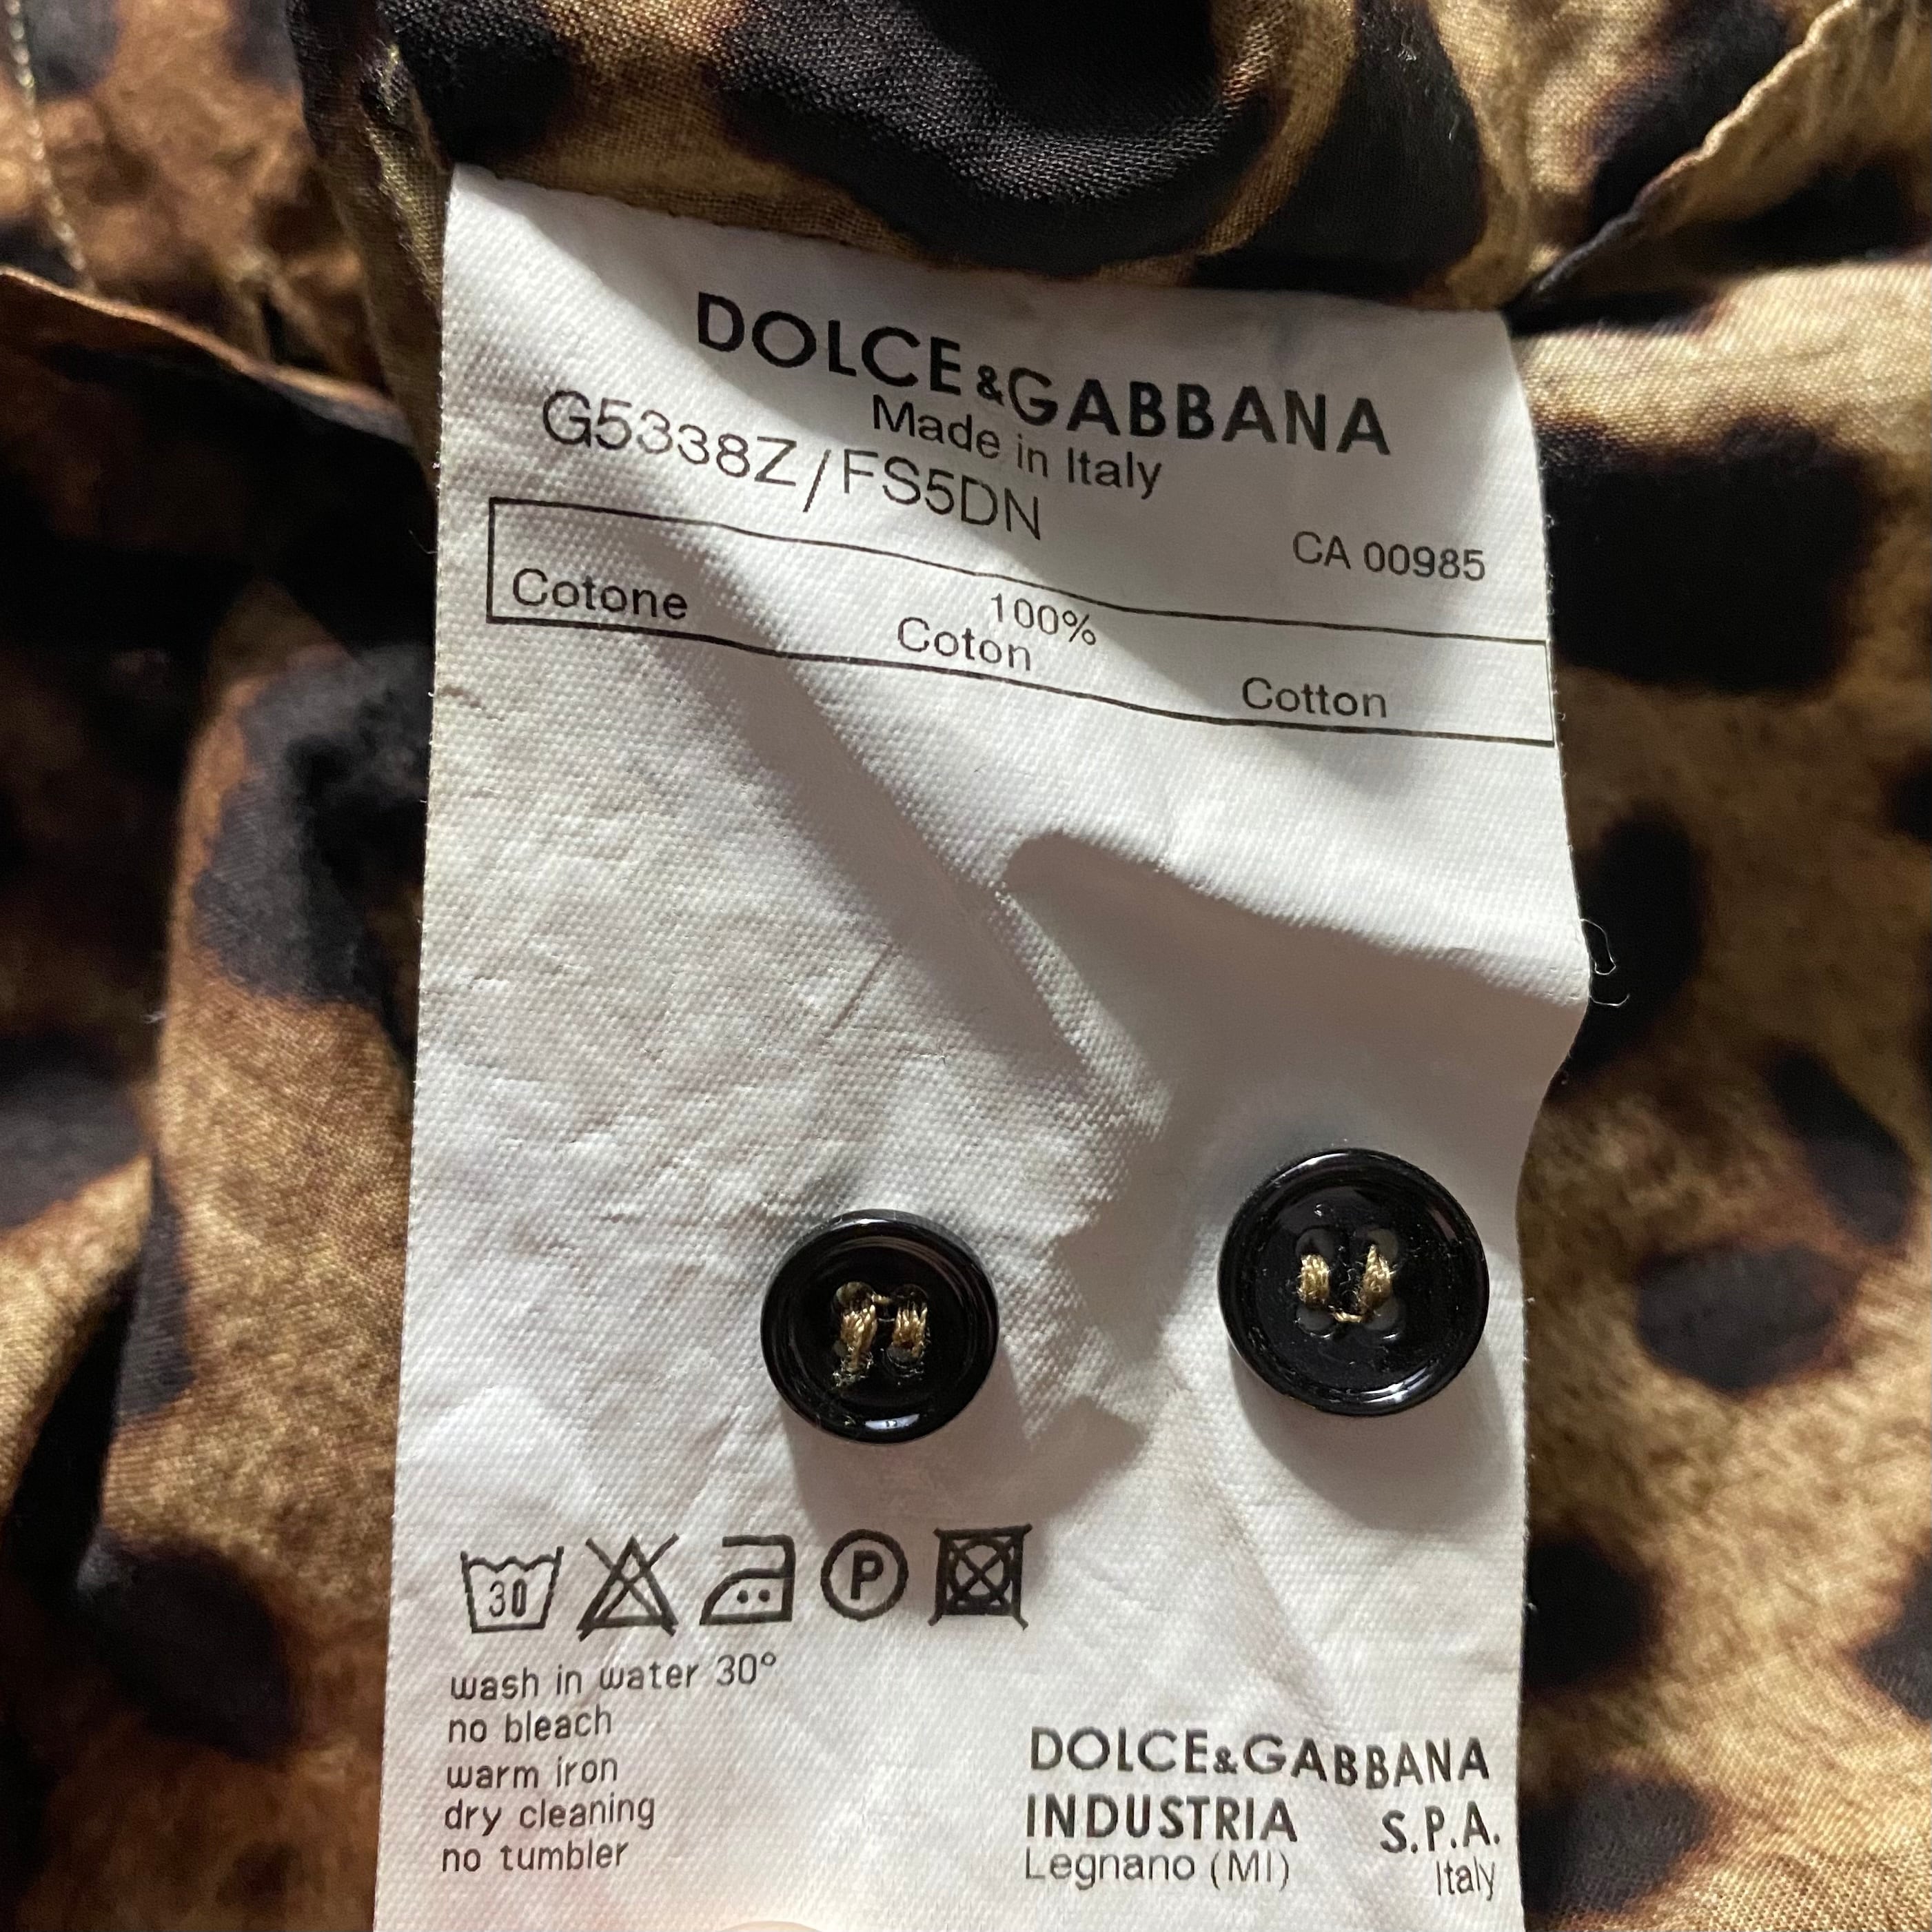 DOLCE&GABBANA
Made in Italy
G5338Z/FS5DN
CA 00985
100%
Cotone Coton Cotton
30 P
wash in water 30°
no bleach
warm iron
dry cleaning
no tumbler
DOLCE&GABBANA
INDUSTRIA S.P.A.
Legnano (MI) Italy